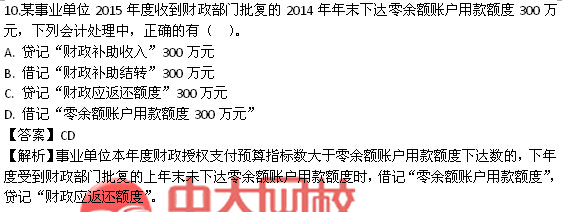 10.某事业单位 2015 年度收到财政部门批复的 2014 年年末下达零余额账户用款额度 300 万
元，下列会计处理中，正确的有（   ）。
A. 贷记“财政补助收入”300 万元
B. 借记“财政补助结转”300 万元
C. 贷记“财政应返还额度”300 万元
D. 借记“零余额账户用款额度 300 万元”
【答案】CD
【解析】事业单位本年度财政授权支付预算指标数大于零余额账户用款额度下达数的，下年
度受到财政部门批复的上年末未下达零余额账户用款额度时，借记“零余额账户用款额度”，
贷记“财政应返还额度”。
中大网校